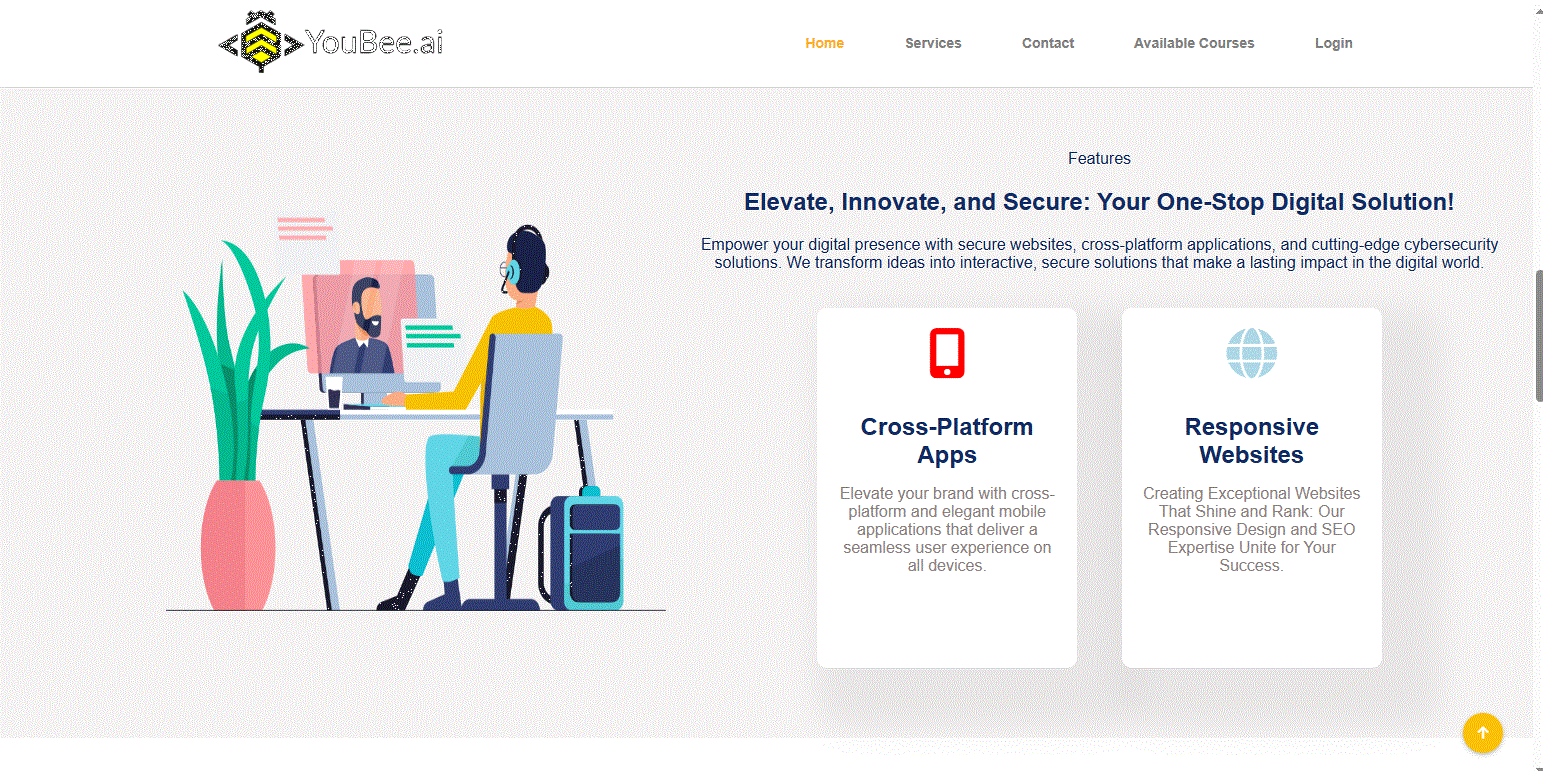 YouBee.ai
Home
Services
Contact
Available Courses
Login
Features
Elevate, Innovate, and Secure: Your One-Stop Digital Solution!
Empower your digital presence with secure websites, cross-platform applications, and cutting-edge cybersecurity
solutions. We transform ideas into interactive, secure solutions that make a lasting impact in the digital world.
Cross-Platform
Apps
Elevate your brand with cross-
platform and elegant mobile
applications that deliver a
seamless user experience on
all devices.
Responsive
Websites
Creating Exceptional Websites
That Shine and Rank: Our
Responsive Design and SEO
Expertise Unite for Your
Success.